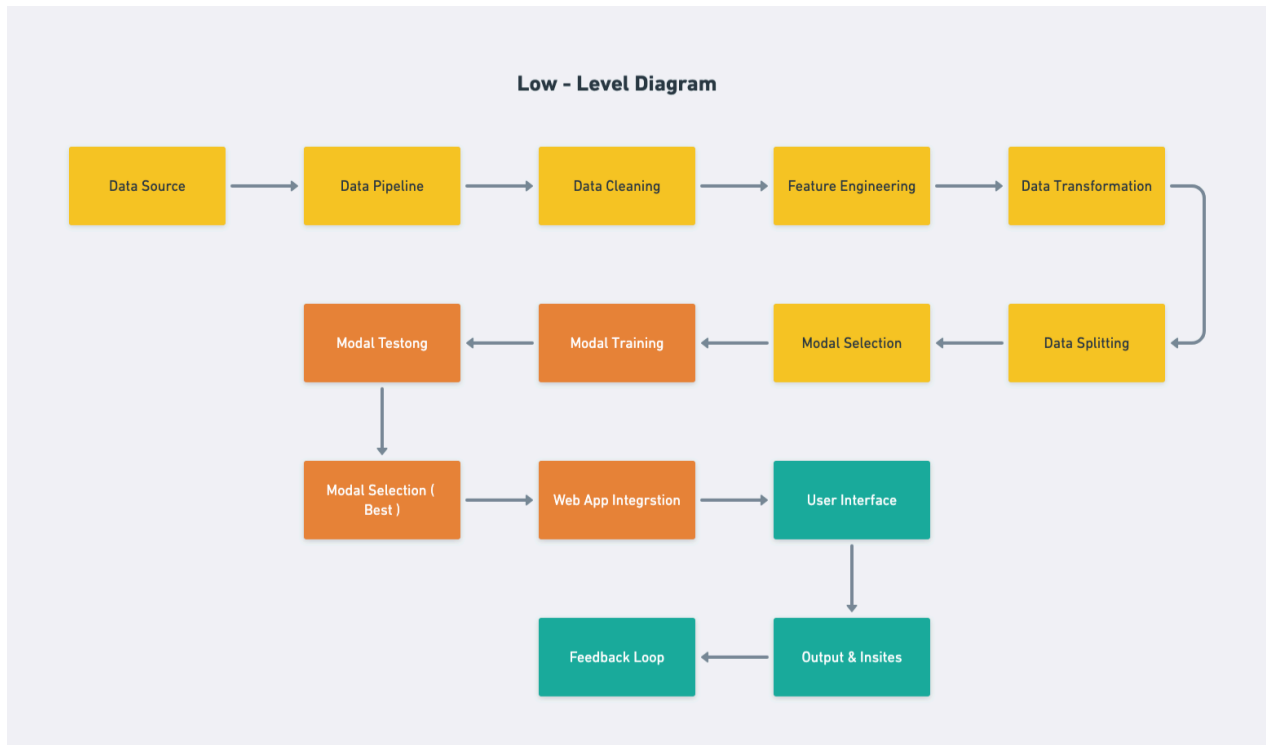 Low - Level Diagram
Data Source
Data Pipeline
Data Cleaning
Feature Engineering
Data Transformation
Data Splitting
Modal Selection
Modal Training
Modal Testong
Modal Selection (
Best )
Web App Integrstion
User Interface
Output & Insites
Feedback Loop